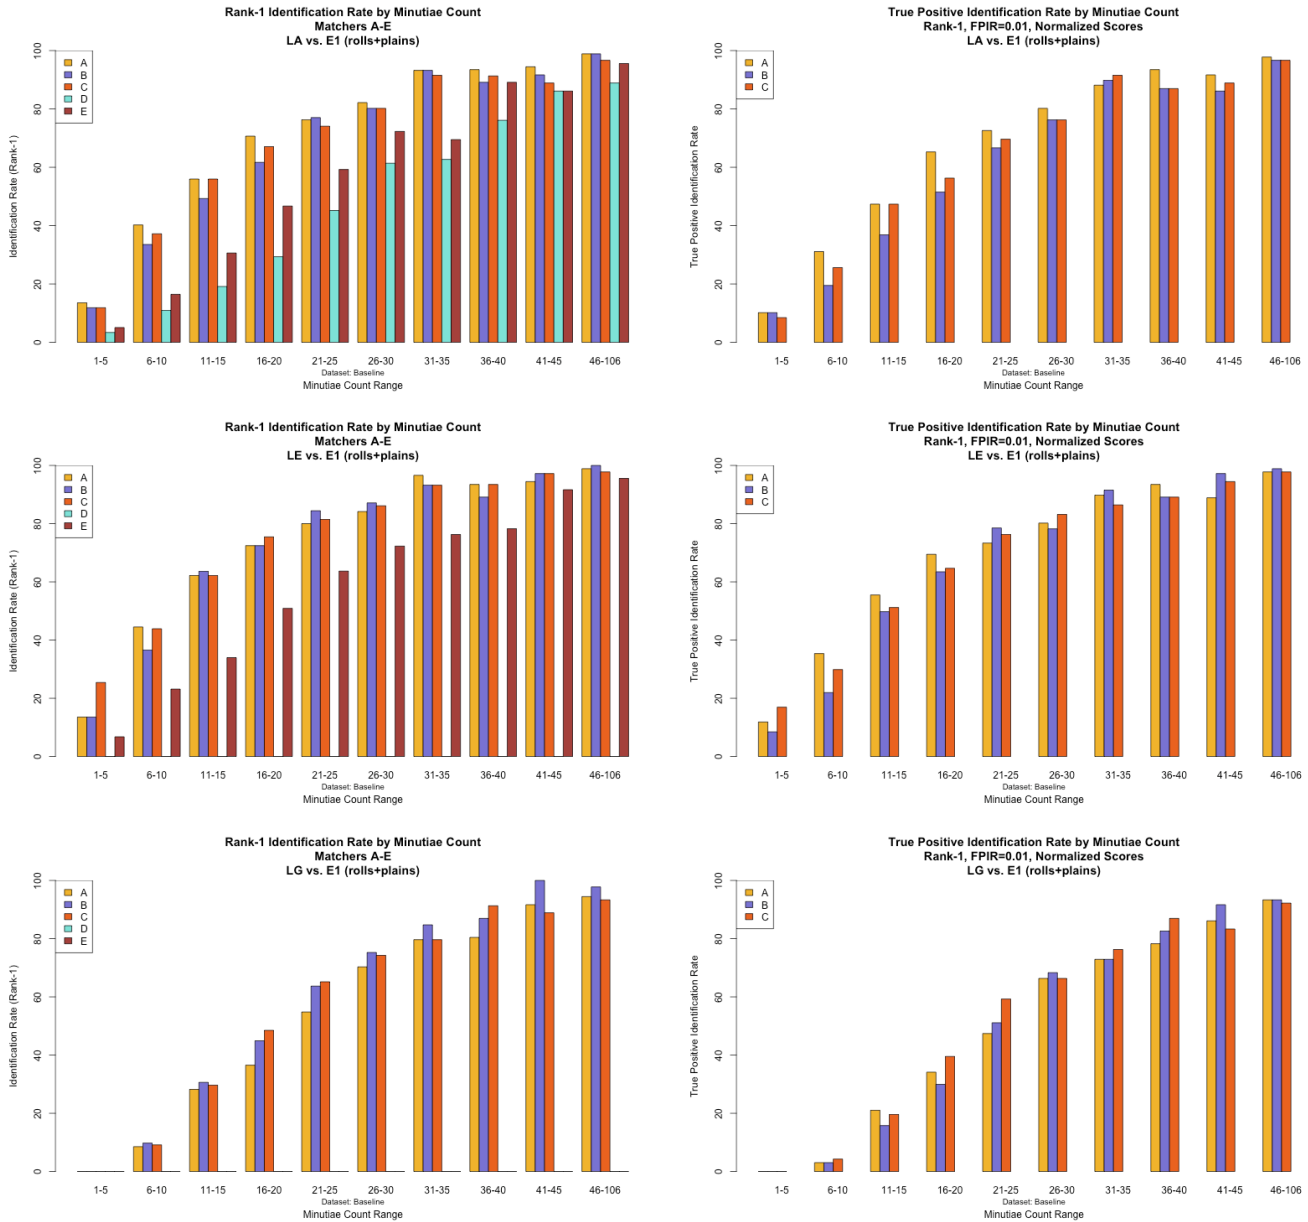 Rank-1 Identification Rate by Minutiae Count
Matchers A-E
LA vs. E1 (rolls+plains)
A
B
C
D
E
Identification Rate (Rank-1)
0
20
40
60
80
100
1-5 6-10 11-15 16-20 21-25 26-30 31-35 36-40 41-45 46-106
Dataset: Baseline
Minutiae Count Range
True Positive Identification Rate by Minutiae Count
Rank-1, FPIR=0.01, Normalized Scores
LA vs. E1 (rolls+plains)
A
B
C
True Positive Identification Rate
0
20
40
60
80
100
1-5 6-10 11-15 16-20 21-25 26-30 31-35 36-40 41-45 46-106
Dataset: Baseline
Minutiae Count Range
Rank-1 Identification Rate by Minutiae Count
Matchers A-E
LE vs. E1 (rolls+plains)
A
B
C
D
E
Identification Rate (Rank-1)
0
20
40
60
80
100
1-5 6-10 11-15 16-20 21-25 26-30 31-35 36-40 41-45 46-106
Dataset: Baseline
Minutiae Count Range
True Positive Identification Rate by Minutiae Count
Rank-1, FPIR=0.01, Normalized Scores
LE vs. E1 (rolls+plains)
A
B
C
True Positive Identification Rate
0
20
40
60
80
100
1-5 6-10 11-15 16-20 21-25 26-30 31-35 36-40 41-45 46-106
Dataset: Baseline
Minutiae Count Range
Rank-1 Identification Rate by Minutiae Count
Matchers A-E
LG vs. E1 (rolls+plains)
A
B
C
D
E
Identification Rate (Rank-1)
0
20
40
60
80
100
1-5 6-10 11-15 16-20 21-25 26-30 31-35 36-40 41-45 46-106
Dataset: Baseline
Minutiae Count Range
True Positive Identification Rate by Minutiae Count
Rank-1, FPIR=0.01, Normalized Scores
LG vs. E1 (rolls+plains)
A
B
C
True Positive Identification Rate
0
20
40
60
80
100
1-5 6-10 11-15 16-20 21-25 26-30 31-35 36-40 41-45 46-106
Dataset: Baseline
Minutiae Count Range